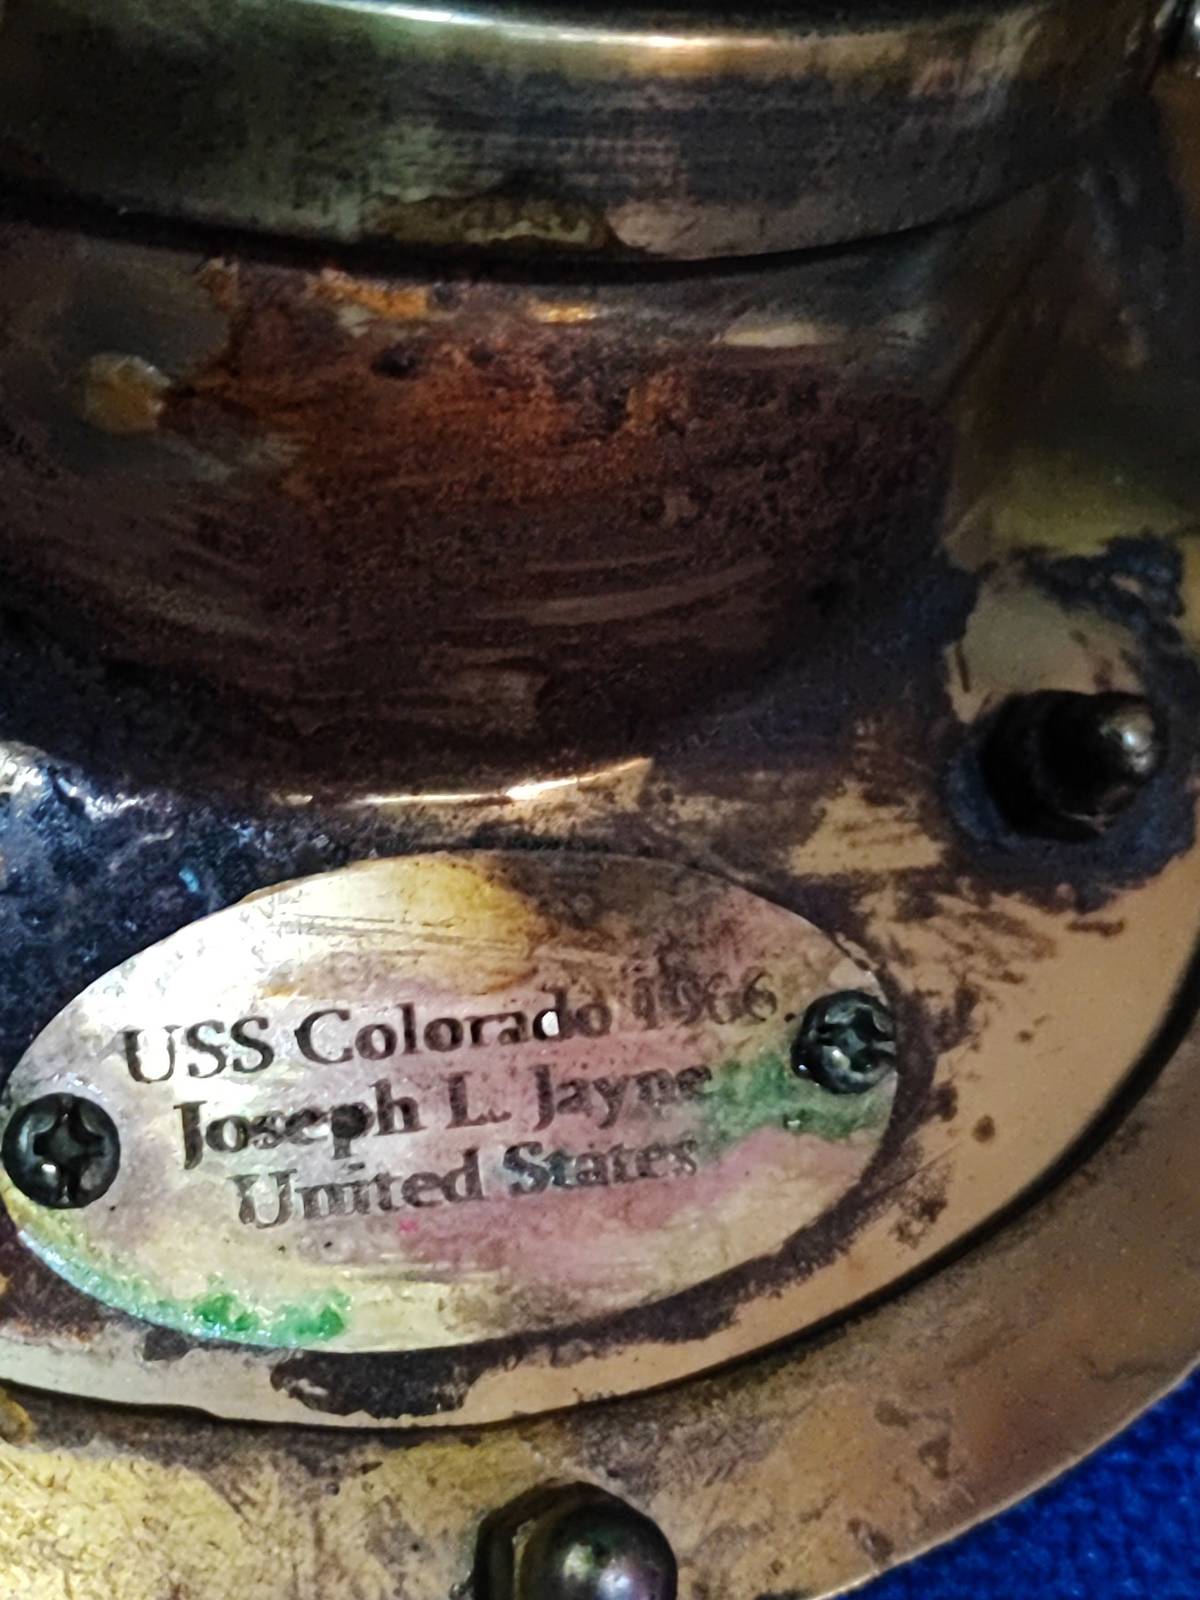 USS Colorado 1966.
Joseph L. Jayne
United States